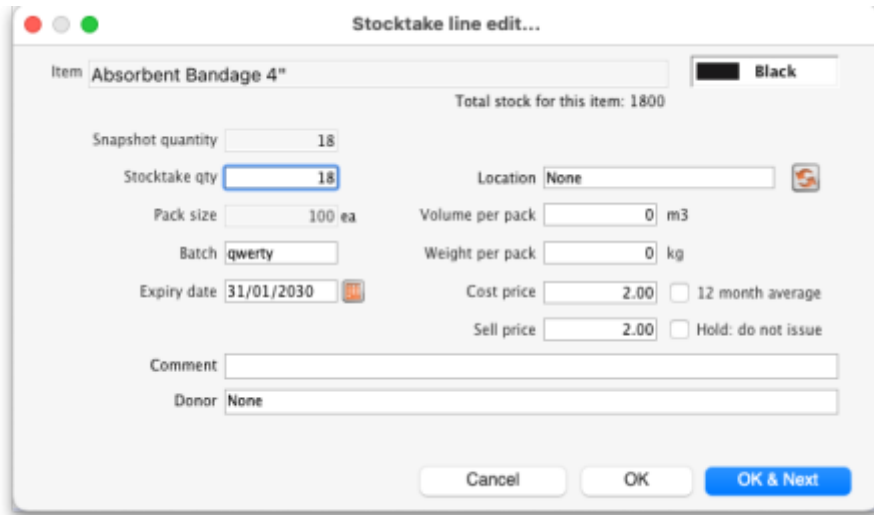 Stocktake line edit...
Item Absorbent Bandage 4" Black
Total stock for this item: 1800
Snapshot quantity 18
Stocktake qty 18 Location None
Pack size 100 ea Volume per pack 0 m3
Batch qwerty Weight per pack 0 kg
Expiry date 31/01/2030 Cost price 2.00 12 month average
Sell price 2.00 Hold: do not issue
Comment
Donor None
Cancel OK OK & Next